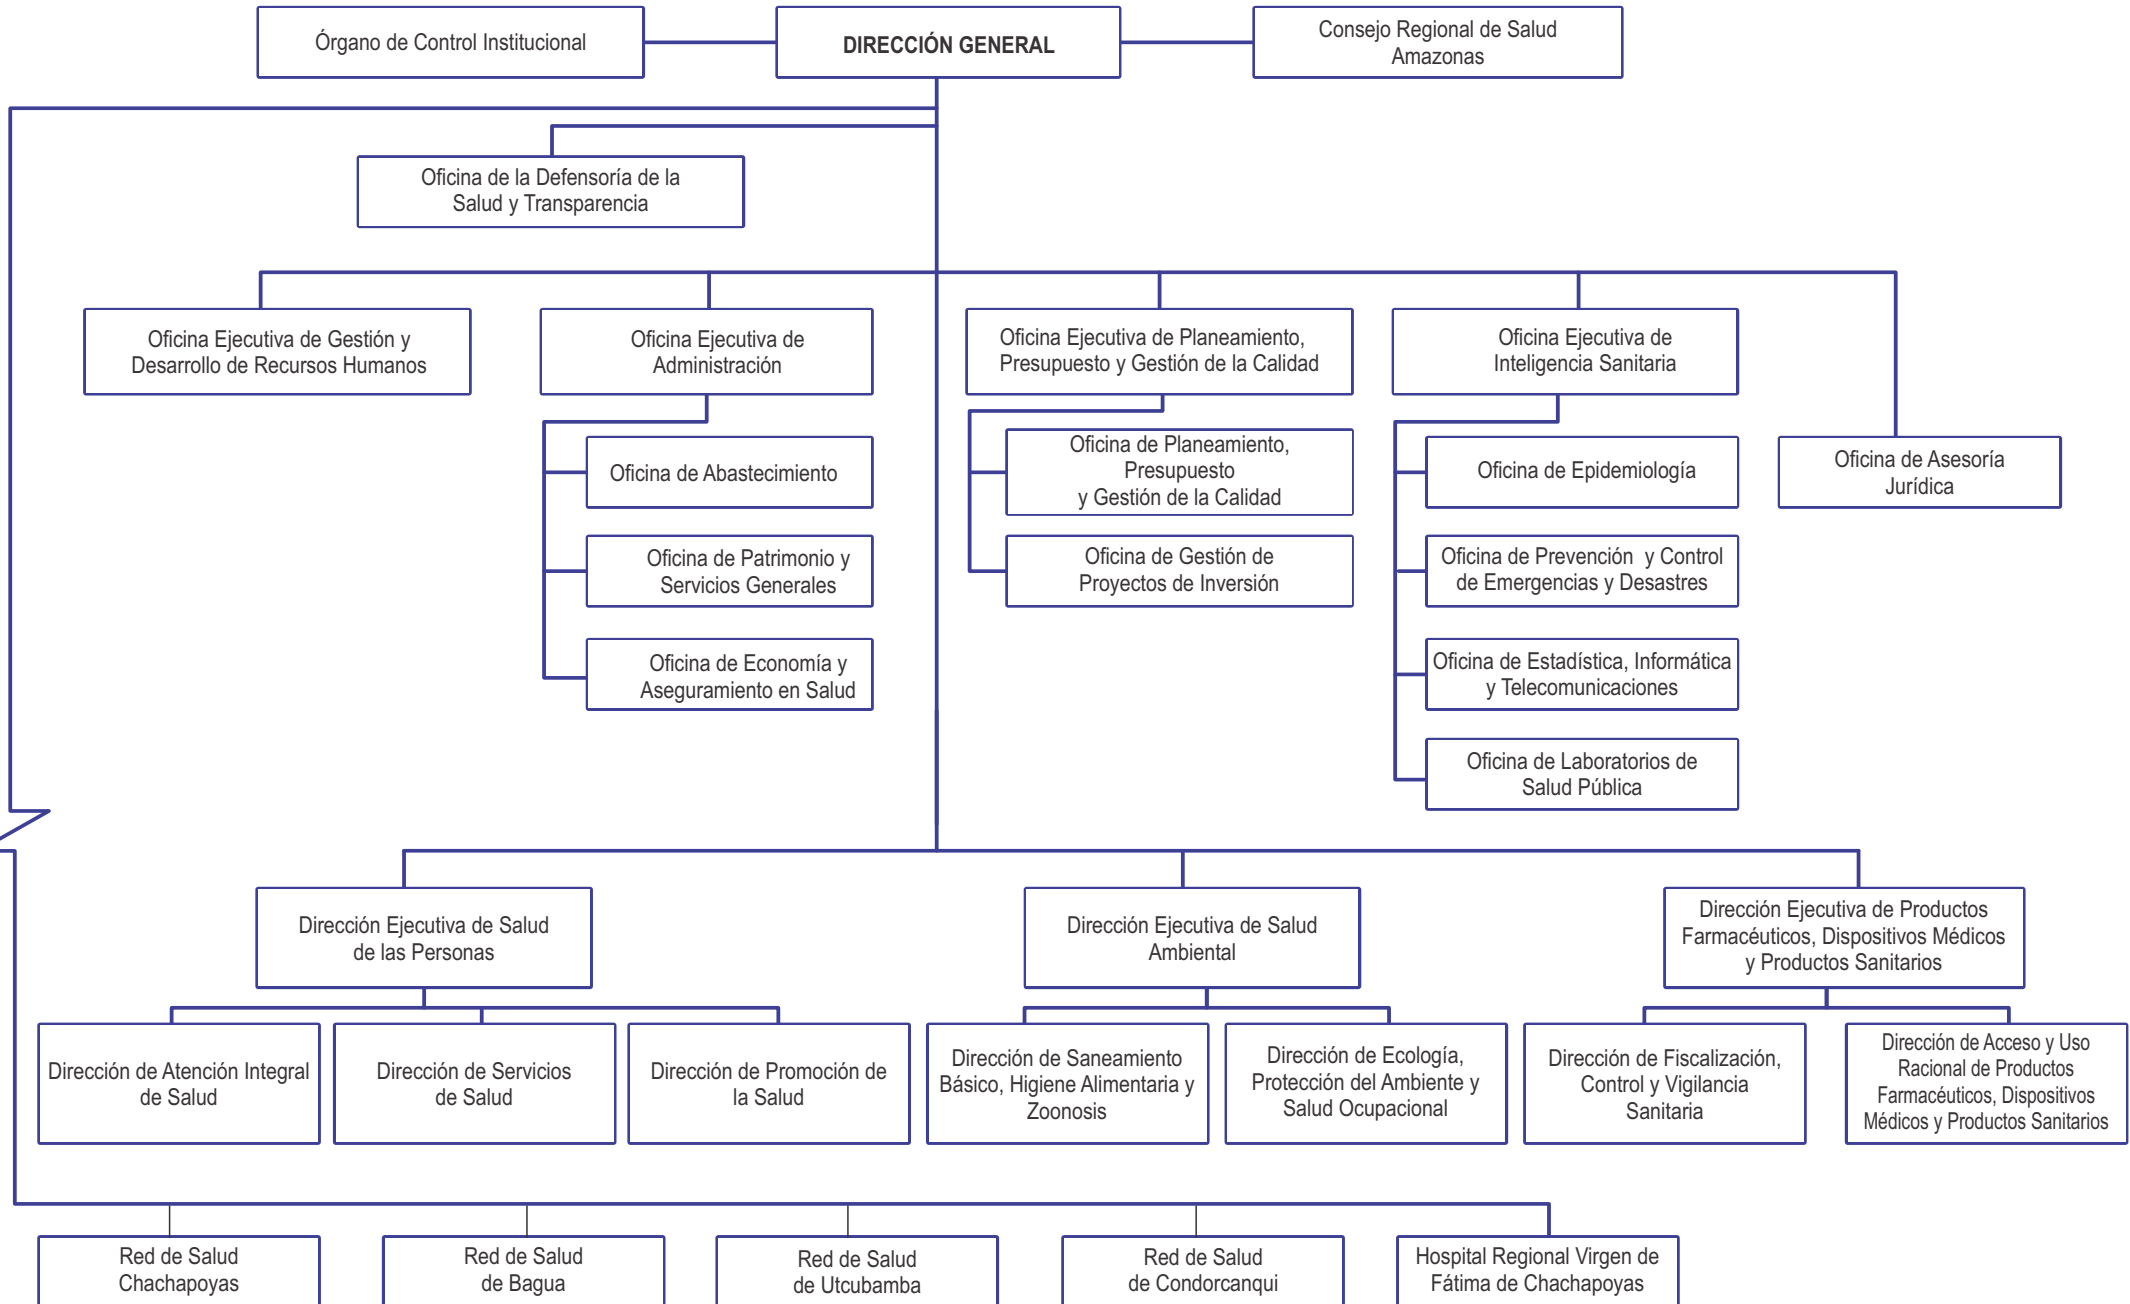 Órgano de Control Institucional
DIRECCIÓN GENERAL
Consejo Regional de Salud
Amazonas
Oficina de la Defensoría de la
Salud y Transparencia
Oficina Ejecutiva de Gestión y
Desarrollo de Recursos Humanos
Oficina Ejecutiva de
Administración
Oficina Ejecutiva de Planeamiento,
Presupuesto y Gestión de la Calidad
Oficina Ejecutiva de
Inteligencia Sanitaria
Oficina de Abastecimiento
Oficina de Planeamiento,
Presupuesto
y Gestión de la Calidad
Oficina de Epidemiología
Oficina de Asesoría
Jurídica
Oficina de Patrimonio y
Servicios Generales
Oficina de Gestión de
Proyectos de Inversión
Oficina de Prevención y Control
de Emergencias y Desastres
Oficina de Economía y
Aseguramiento en Salud
Oficina de Estadística, Informática
y Telecomunicaciones
Oficina de Laboratorios de
Salud Pública
Dirección Ejecutiva de Salud
de las Personas
Dirección Ejecutiva de Salud
Ambiental
Dirección Ejecutiva de Productos
Farmacéuticos, Dispositivos Médicos
y Productos Sanitarios
Dirección de Atención Integral
de Salud
Dirección de Servicios
de Salud
Dirección de Promoción de
la Salud
Dirección de Saneamiento
Básico, Higiene Alimentaria y
Zoonosis
Dirección de Ecología,
Protección del Ambiente y
Salud Ocupacional
Dirección de Fiscalización,
Control y Vigilancia
Sanitaria
Dirección de Acceso y Uso
Racional de Productos
Farmacéuticos, Dispositivos
Médicos y Productos Sanitarios
Red de Salud
Chachapoyas
Red de Salud
de Bagua
Red de Salud
de Utcubamba
Red de Salud
de Condorcanqui
Hospital Regional Virgen de
Fátima de Chachapoyas